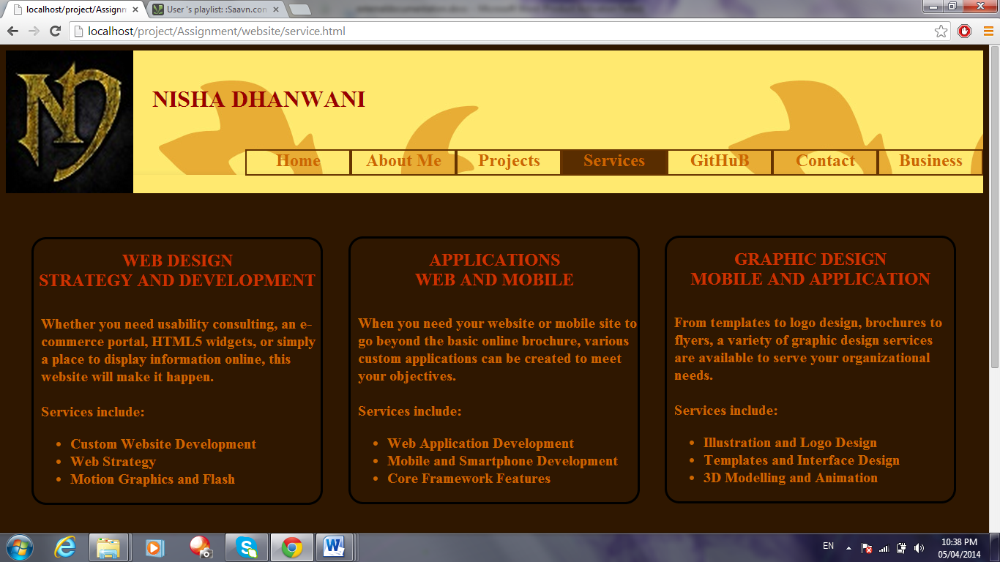 localhost/project/Assignn
User 's playlist: :Saavn.con
localhost/project/Assignment/website/service.html
NISHA DHANWANI
Home
About Me
Projects
Services
GitHuB
Contact
Business
WEB DESIGN
STRATEGY AND DEVELOPMENT
Whether you need usability consulting, an e-
commerce portal, HTML5 widgets, or simply
a place to display information online, this
website will make it happen.
Services include:
• Custom Website Development
• Web Strategy
• Motion Graphics and Flash
APPLICATIONS
WEB AND MOBILE
When you need your website or mobile site to
go beyond the basic online brochure, various
custom applications can be created to meet
your objectives.
Services include:
• Web Application Development
• Mobile and Smartphone Development
• Core Framework Features
GRAPHIC DESIGN
MOBILE AND APPLICATION
From templates to logo design, brochures to
flyers, a variety of graphic design services
are available to serve your organizational
needs.
Services include:
• Illustration and Logo Design
• Templates and Interface Design
• 3D Modelling and Animation
EN
10:38 PM
05/04/2014